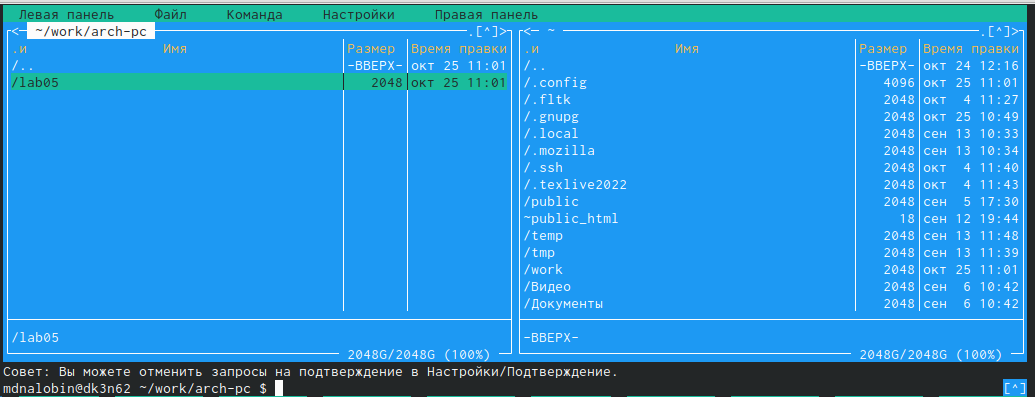 Левая панель Файл Команда Настройки Правая панель
<─ ~/work/arch-pc ─.[^]>
.и Имя Размер Время правки
/.. -ВВЕРХ- окт 25 11:01
/lab05 2048 окт 25 11:01
/lab05
2048G/2048G (100%)
<─ ~ ─.[^]>
.и Имя Размер Время правки
/.. -ВВЕРХ- окт 24 12:16
/.config 4096 окт 25 11:01
/.fltk 2048 окт 4 11:27
/.gnupg 2048 окт 25 10:49
/.local 2048 сен 13 10:33
/.mozilla 2048 сен 13 10:34
/.ssh 2048 окт 4 11:40
/.texlive2022 2048 окт 4 11:43
/public 2048 сен 5 17:30
~public_html 18 сен 12 19:44
/temp 2048 сен 13 11:48
/tmp 2048 сен 13 11:39
/work 2048 окт 25 11:01
/Видео 2048 сен 6 10:42
/Документы 2048 сен 6 10:42
-ВВЕРХ-
2048G/2048G (100%)
Совет: Вы можете отменить запросы на подтверждение в Настройки/Подтверждение.
mdnalobin@dk3n62 ~/work/arch-pc $ [^]